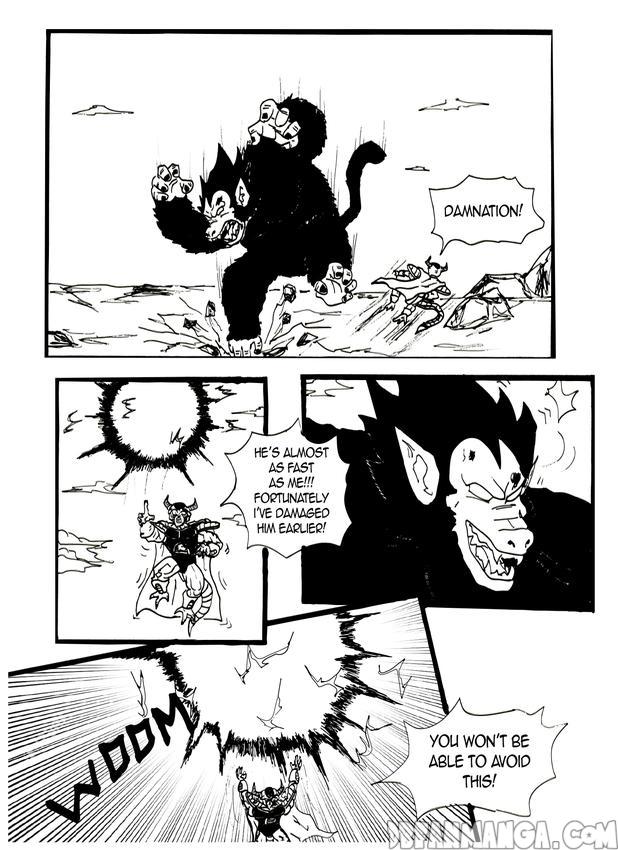 DAMNATION!
HE'S ALMOST
AS FAST
AS ME!!!
FORTUNATELY
I'VE DAMAGED
HIM EARLIER!
WOOM
YOU WON'T BE
ABLE TO AVOID
THIS!
DBFANMANGA.COM